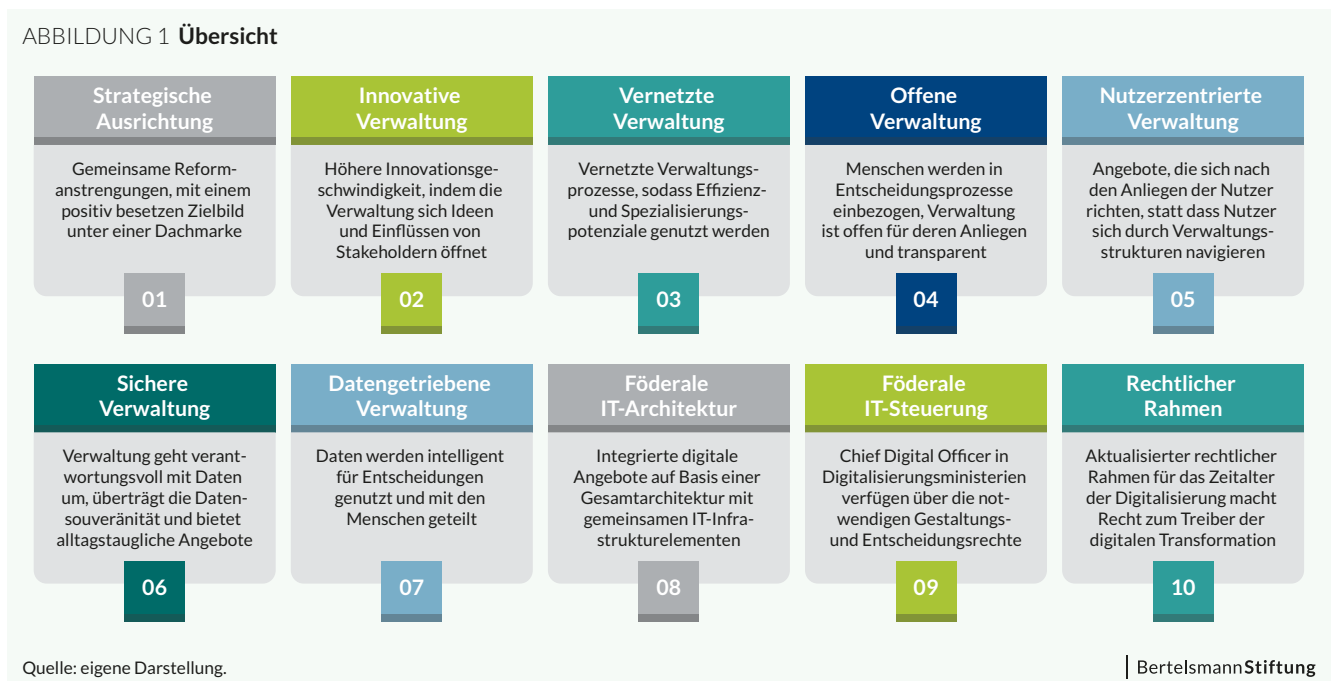 ABBILDUNG 1 Übersicht
Strategische
Ausrichtung
Gemeinsame Reform-
anstrengungen, mit einem
positiv besetzen Zielbild
unter einer Dachmarke
01
Innovative
Verwaltung
Höhere Innovationsge-
schwindigkeit, indem die
Verwaltung sich Ideen
und Einflüssen von
Stakeholdern öffnet
02
Vernetzte
Verwaltung
Vernetzte Verwaltungs-
prozesse, sodass Effizienz-
und Spezialisierungs-
potenziale genutzt werden
03
Offene
Verwaltung
Menschen werden in
Entscheidungsprozesse
einbezogen, Verwaltung
ist offen für deren Anliegen
und transparent
04
Nutzerzentrierte
Verwaltung
Angebote, die sich nach
den Anliegen der Nutzer
richten, statt dass Nutzer
sich durch Verwaltungs-
strukturen navigieren
05
Sichere
Verwaltung
Verwaltung geht verant-
wortungsvoll mit Daten
um, überträgt die Daten-
souveränität und bietet
alltagstaugliche Angebote
06
Datengetriebene
Verwaltung
Daten werden intelligent
für Entscheidungen
genutzt und mit den
Menschen geteilt
07
Föderale
IT-Architektur
Integrierte digitale
Angebote auf Basis einer
Gesamtarchitektur mit
gemeinsamen IT-Infra-
strukturelementen
08
Föderale
IT-Steuerung
Chief Digital Officer in
Digitalisierungsministerien
verfügen über die not-
wendigen Gestaltungs-
und Entscheidungsrechte
09
Rechtlicher
Rahmen
Aktualisierter rechtlicher
Rahmen für das Zeitalter
der Digitalisierung macht
Recht zum Treiber der
digitalen Transformation
10
Quelle: eigene Darstellung.
BertelsmannStiftung